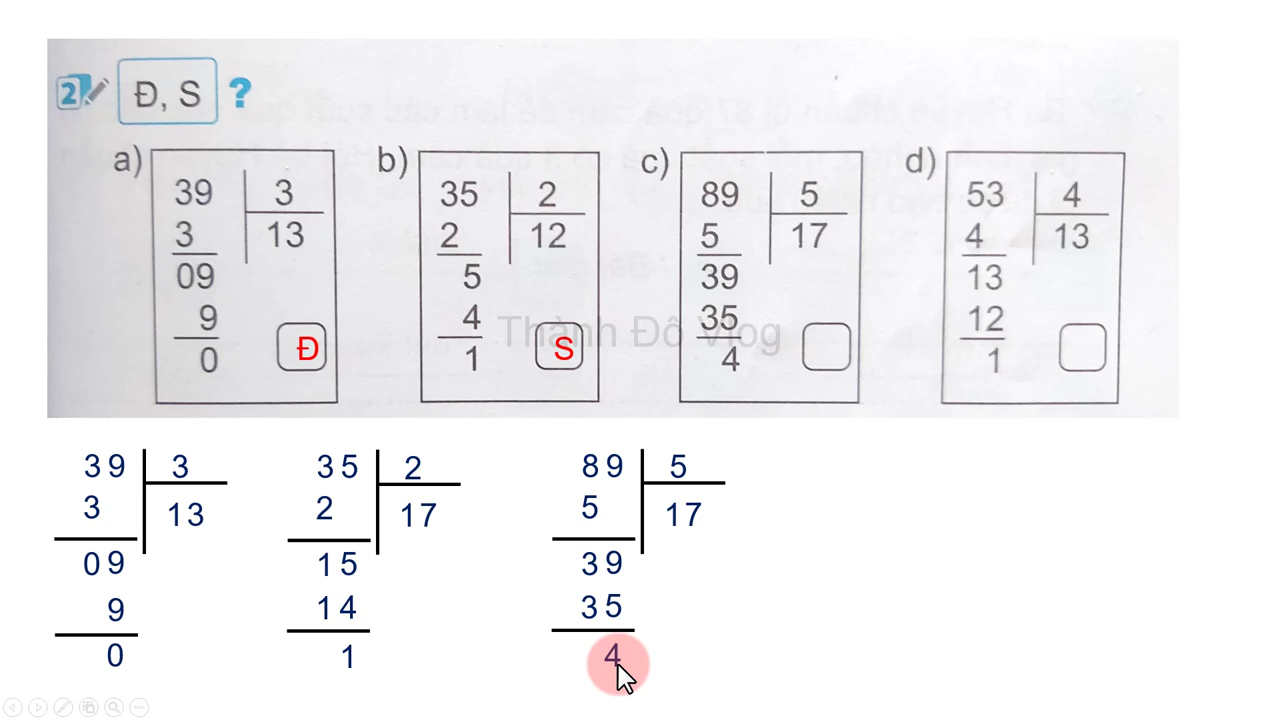 2 Đ, S ?
a) b) c) d)
39 3 35 2 89 5 53 4
3 13 2 12 5 17 4 13
09 5 39 13
9 4 35 12
Thành Đô Vlog
0 Đ 1 S 4 1
39 3 35 2 89 5
3 13 2 17 5 17
09 15 39
9 14 35
0 1 4